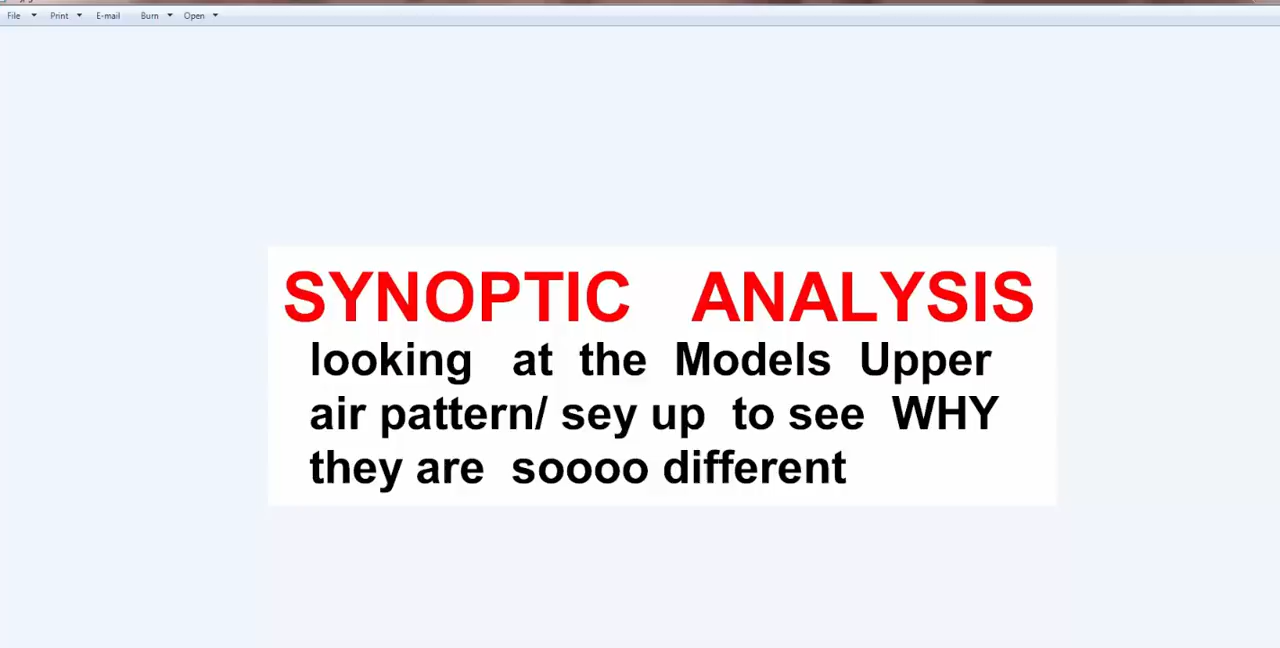 File Print E-mail Burn Open
SYNOPTIC ANALYSIS
looking at the Models Upper
air pattern/ sey up to see WHY
they are soooo different